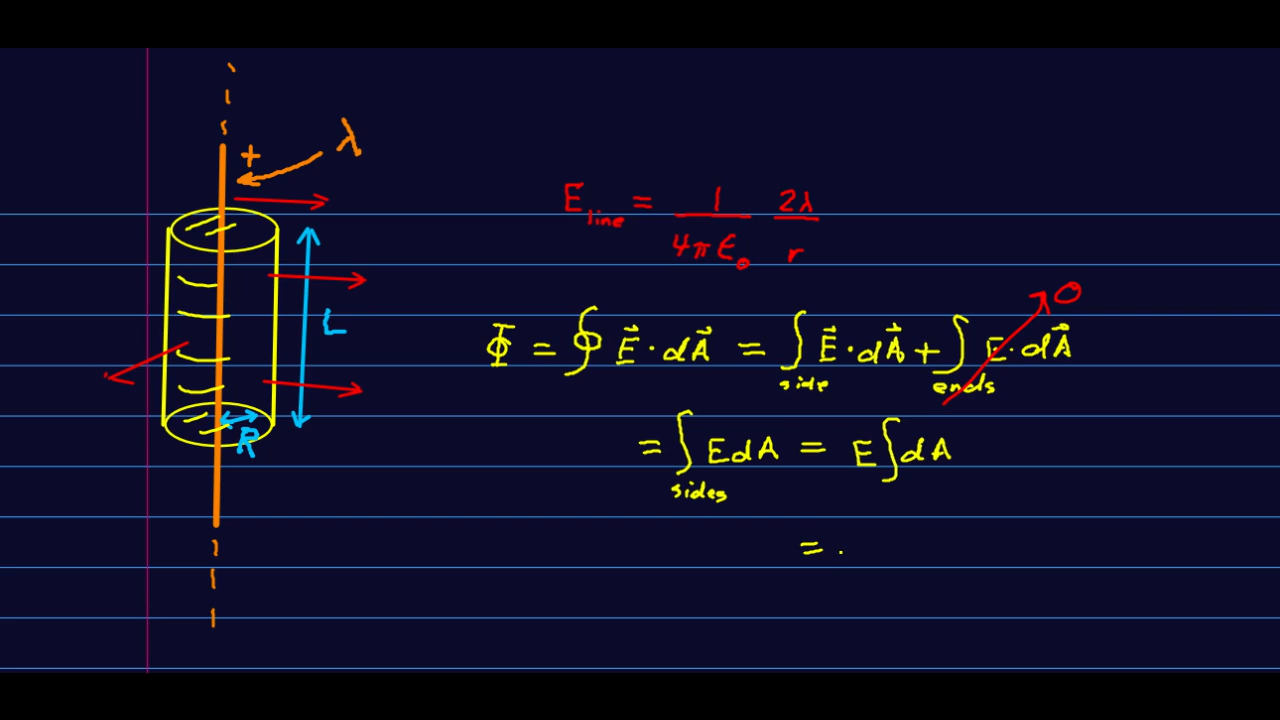 + λ
E_line = 1/(4πε₀) 2λ/r
L
R
Φ = ∮ E⃗ · dA⃗ = ∫_side E⃗ · dA⃗ + ∫_ends E · dA⃗ 0
= ∫_sides E dA = E ∫ dA
= .